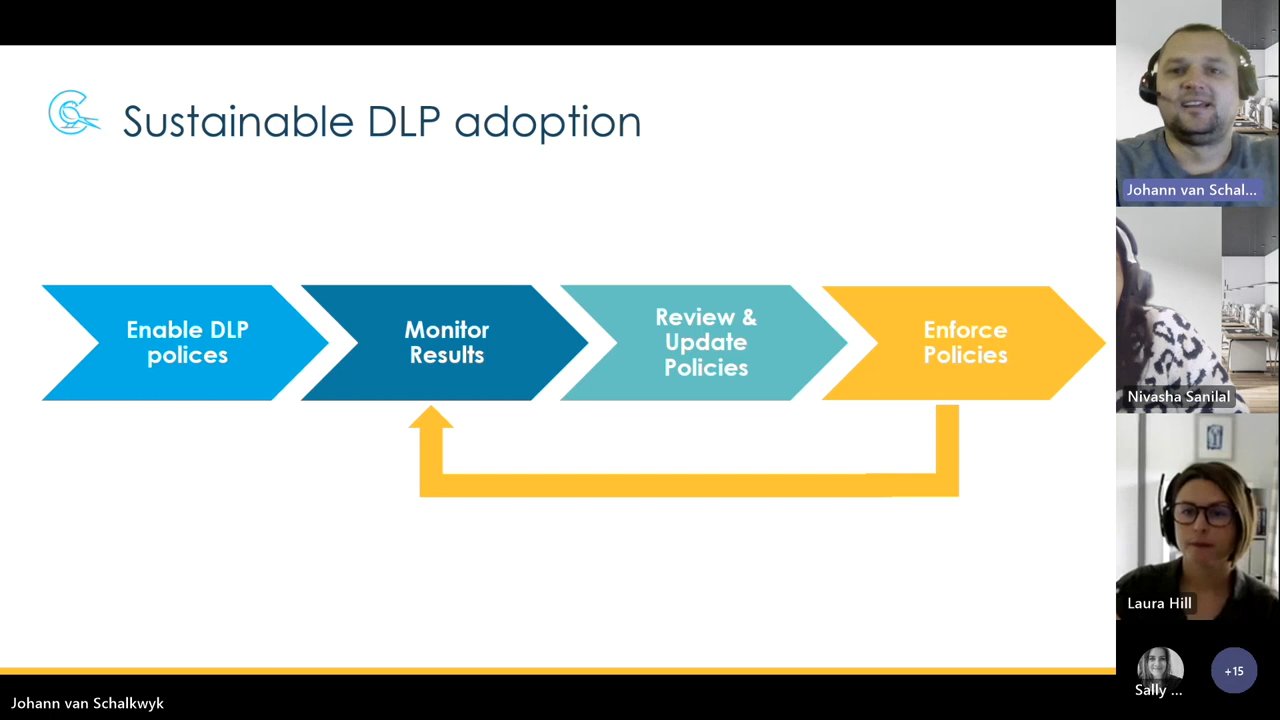 Sustainable DLP adoption
Enable DLP
polices
Monitor
Results
Review &
Update
Policies
Enforce
Policies
Johann van Schal...
Nivasha Sanilal
Laura Hill
Sally ...
+15
Johann van Schalkwyk